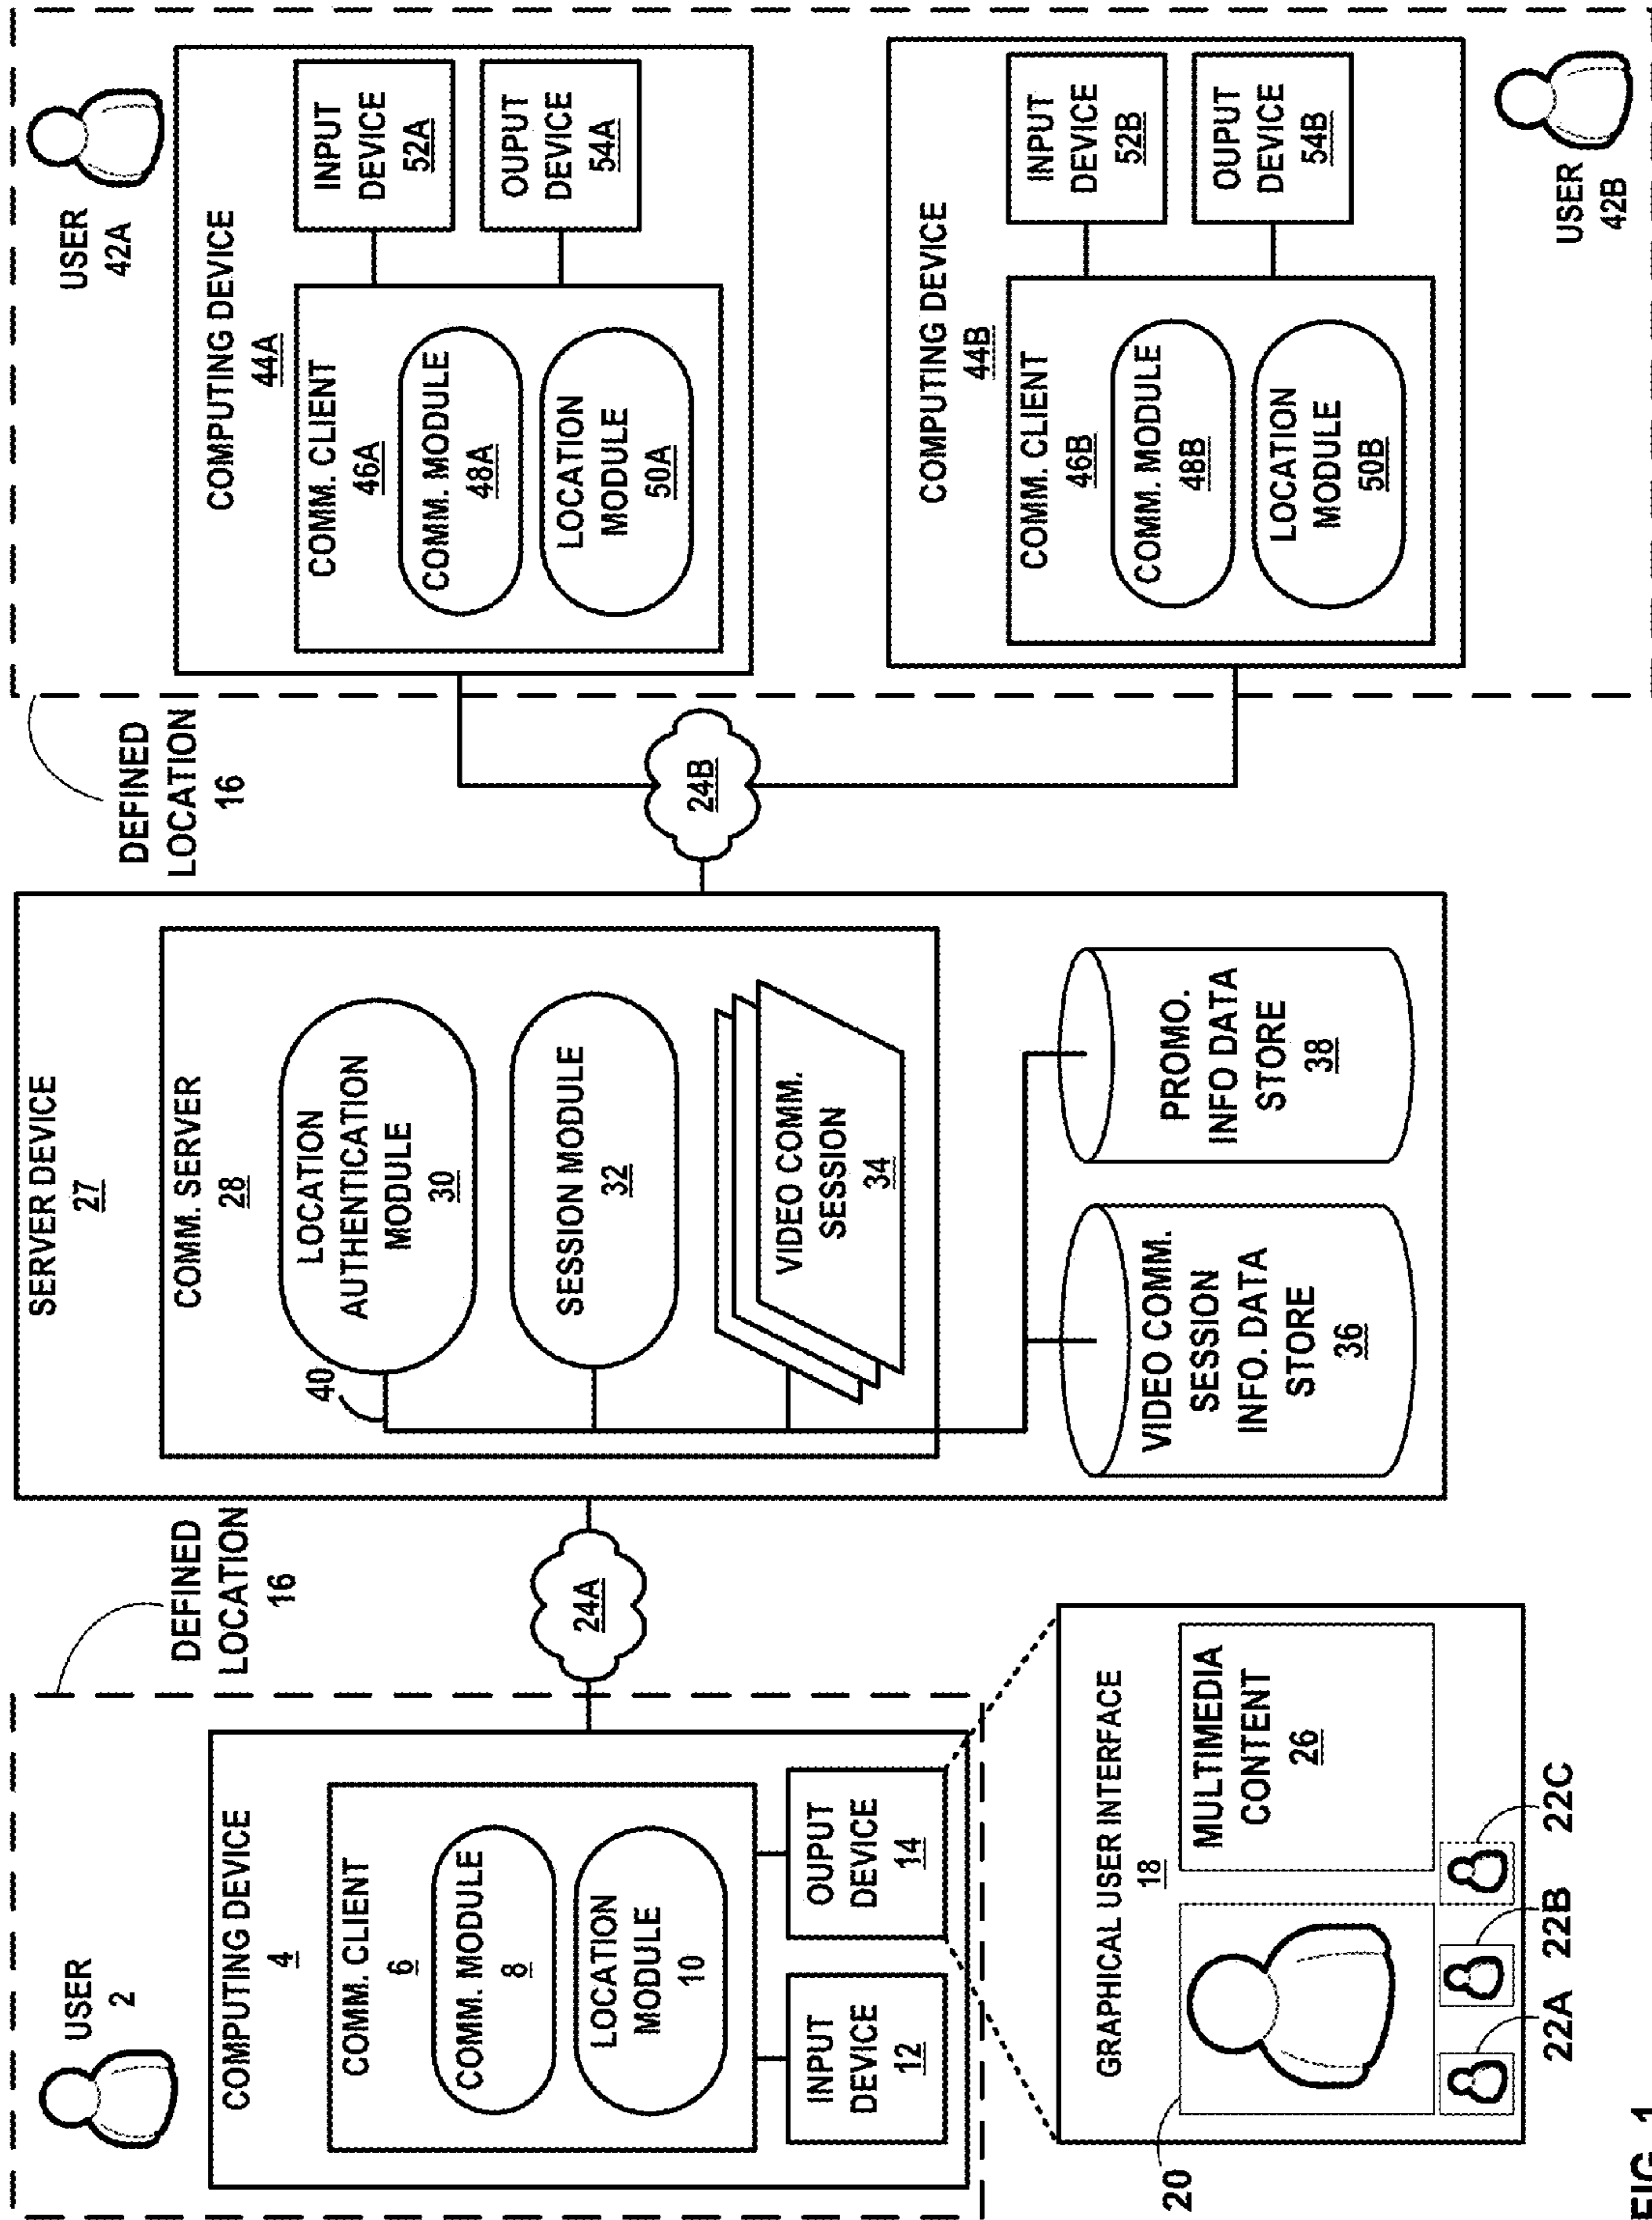 USER
2
COMPUTING DEVICE
4
COMM. CLIENT
6
COMM. MODULE
8
LOCATION
MODULE
10
INPUT
DEVICE
12
OUPUT
DEVICE
14
DEFINED
LOCATION
16
20
GRAPHICAL USER INTERFACE
18
MULTIMEDIA
CONTENT
26
22A
22B
22C
24A
SERVER DEVICE
27
COMM. SERVER
28
40
LOCATION
AUTHENTICATION
MODULE
30
SESSION MODULE
32
VIDEO COMM.
SESSION
34
VIDEO COMM.
SESSION
INFO. DATA
STORE
36
PROMO.
INFO DATA
STORE
38
24B
DEFINED
LOCATION
16
USER
42A
COMPUTING DEVICE
44A
COMM. CLIENT
46A
COMM. MODULE
48A
LOCATION
MODULE
50A
INPUT
DEVICE
52A
OUPUT
DEVICE
54A
COMPUTING DEVICE
44B
COMM. CLIENT
46B
COMM. MODULE
48B
LOCATION
MODULE
50B
INPUT
DEVICE
52B
OUPUT
DEVICE
54B
USER
42B
FIG. 1